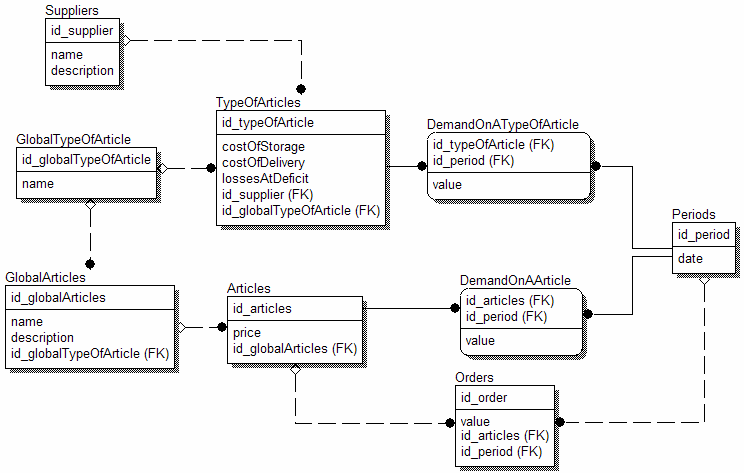 Suppliers
id_supplier
name
description
TypeOfArticles
id_typeOfArticle
costOfStorage
costOfDelivery
lossesAtDeficit
id_supplier (FK)
id_globalTypeOfArticle (FK)
DemandOnATypeOfArticle
id_typeOfArticle (FK)
id_period (FK)
value
GlobalTypeOfArticle
id_globalTypeOfArticle
name
Periods
id_period
date
GlobalArticles
id_globalArticles
name
description
id_globalTypeOfArticle (FK)
Articles
id_articles
price
id_globalArticles (FK)
DemandOnAArticle
id_articles (FK)
id_period (FK)
value
Orders
id_order
value
id_articles (FK)
id_period (FK)